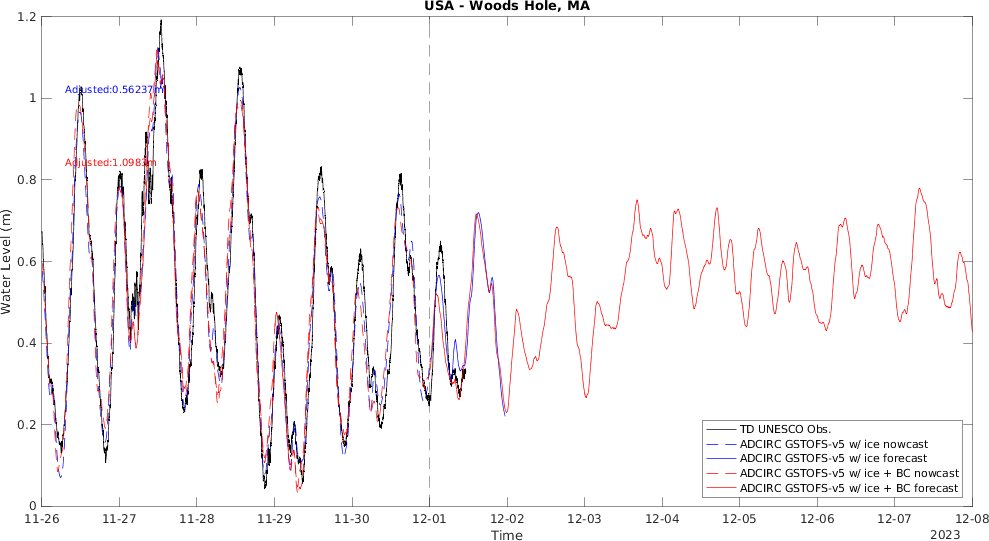 USA - Woods Hole, MA
Water Level (m)
1.2
1
0.8
0.6
0.4
0.2
0
Adjusted:0.56237m
Adjusted:1.0983m
TD UNESCO Obs.
ADCIRC GSTOFS-v5 w/ ice nowcast
ADCIRC GSTOFS-v5 w/ ice forecast
ADCIRC GSTOFS-v5 w/ ice + BC nowcast
ADCIRC GSTOFS-v5 w/ ice + BC forecast
11-26 11-27 11-28 11-29 11-30 12-01 12-02 12-03 12-04 12-05 12-06 12-07 12-08
Time
2023